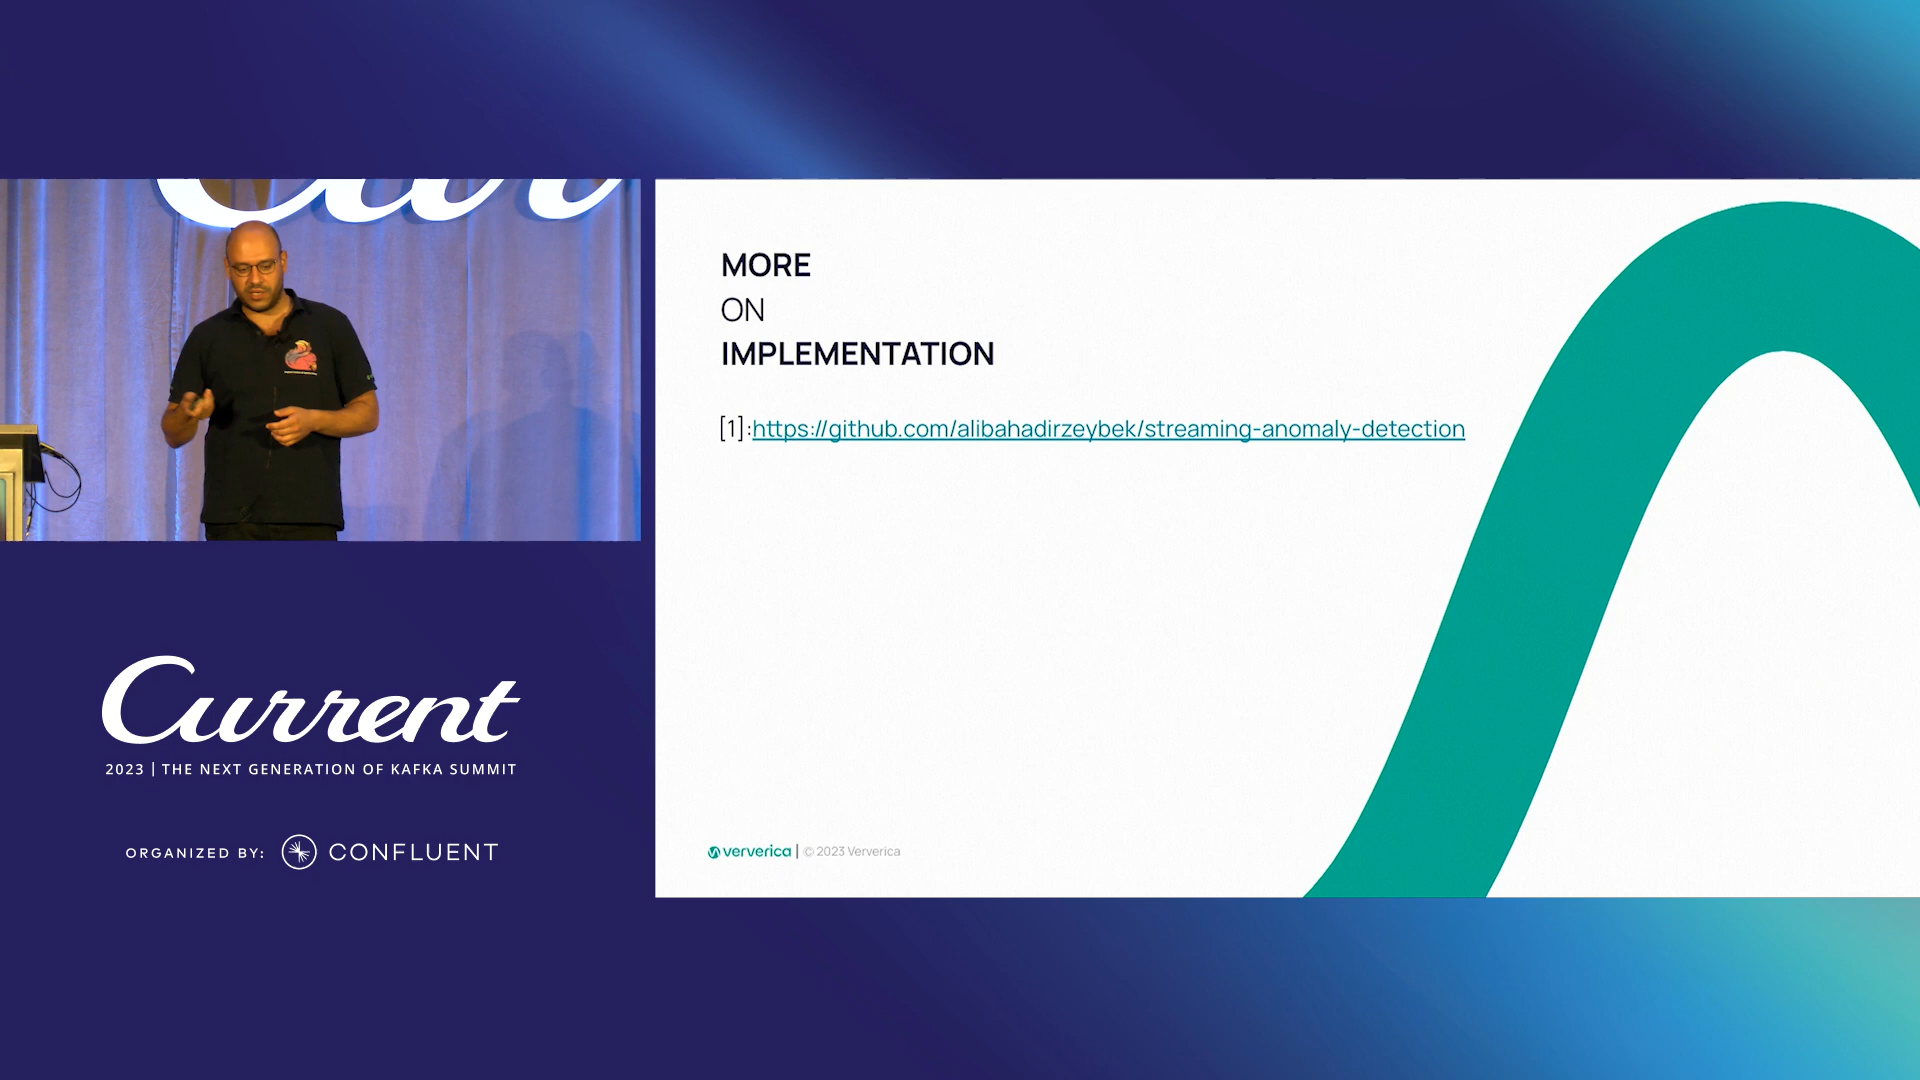 Cur
MORE
ON
IMPLEMENTATION
[1]:https://github.com/alibahadirzeybek/streaming-anomaly-detection
ververica | © 2023 Ververica
Current
2023 | THE NEXT GENERATION OF KAFKA SUMMIT
ORGANIZED BY: CONFLUENT